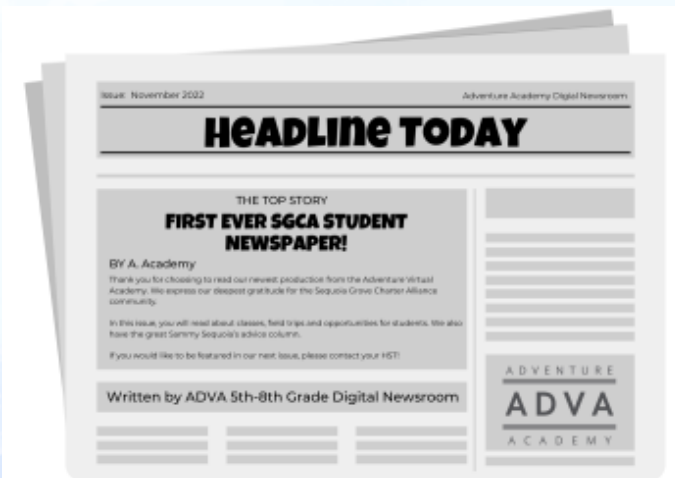 Issue: November 2022
Adventure Academy Digial Newsroom
HEADLINE TODAY
THE TOP STORY
FIRST EVER SGCA STUDENT
NEWSPAPER!
BY A. Academy
Thank you for choosing to read our newest production from the Adventure Virtual
Academy. We express our deepest gratitude for the Sequoia Grove Charter Alliance
community.
In this issue, you will read about classes, field trips and opportunities for students. We also
have the great Sammy Sequoia's advice column.
If you would like to be featured in our next issue, please contact your HST!
Written by ADVA 5th-8th Grade Digital Newsroom
ADVENTURE
ADVA
ACADEMY